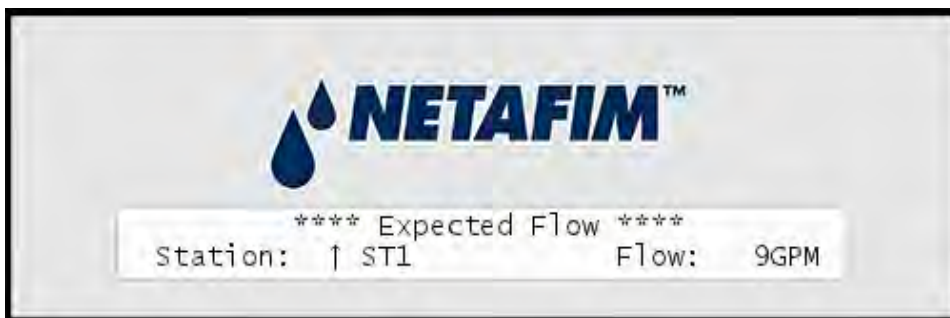 NETAFIM™
**** Expected Flow ****
Station: ↑ ST1 Flow: 9GPM